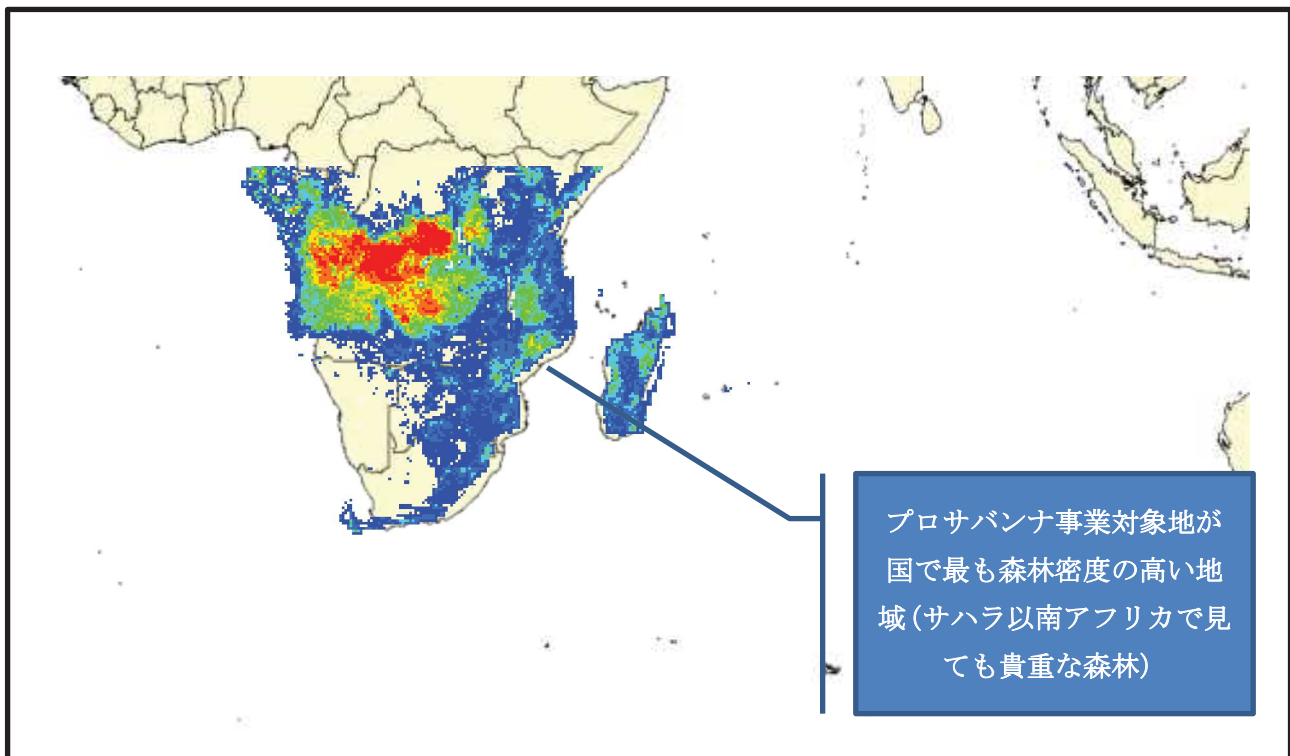 プロサバンナ事業対象地が
国で最も森林密度の高い地
域(サハラ以南アフリカで見
ても貴重な森林)